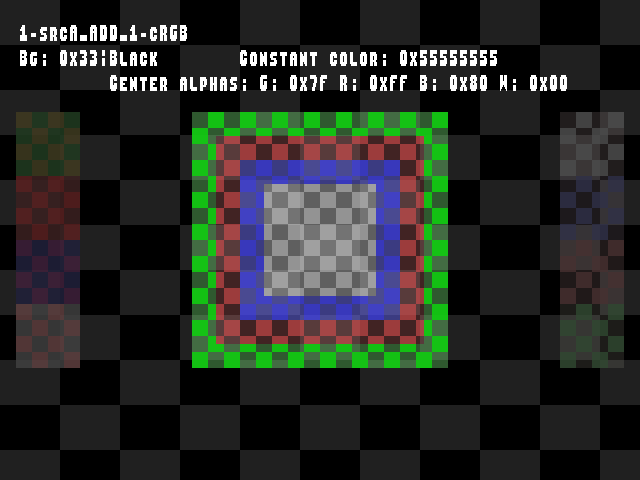 1-srcA_ADD_1-cRGB
Bg: 0x33¦Black Constant color: 0x55555555
Center alphas: G: 0x7f R: 0xff B: 0x80 W: 0x00